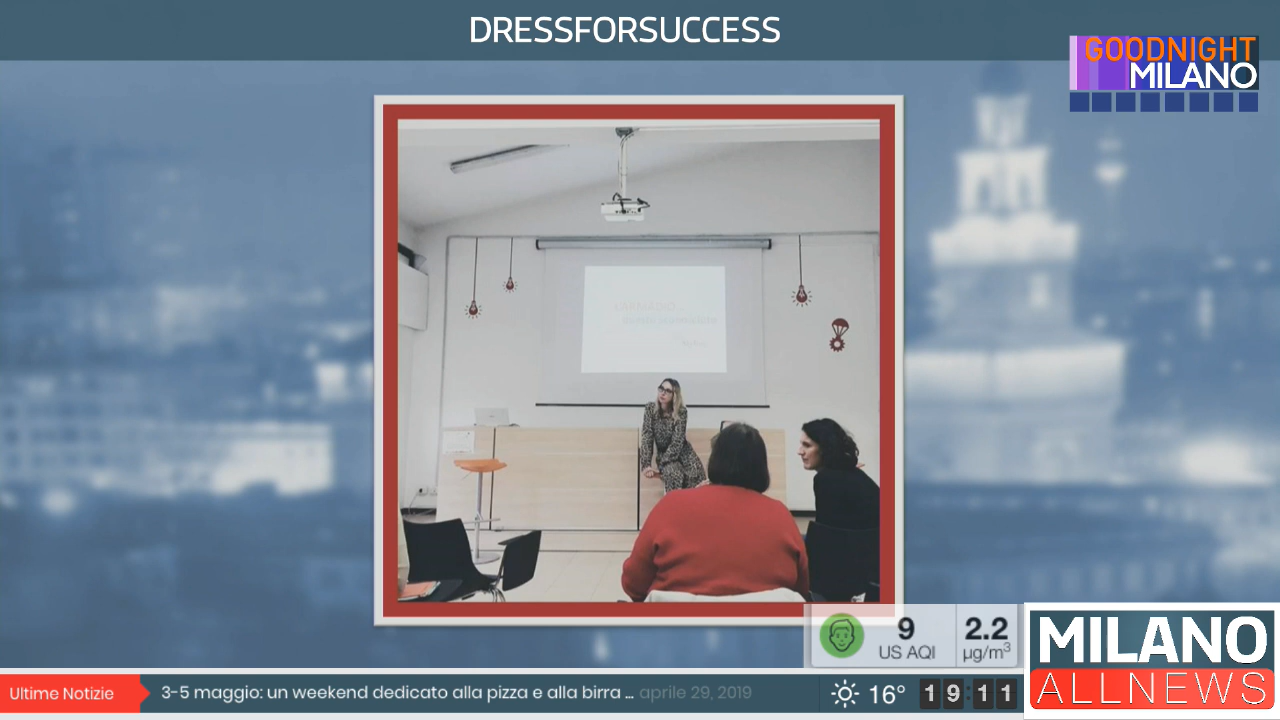 DRESSFORSUCCESS
GOODNIGHT
MILANO
9
US AQI
2.2
µg/m³
MILANO
ALLNEWS
Ultime Notizie
3-5 maggio: un weekend dedicato alla pizza e alla birra ... aprile 29, 2019
16°
19:11